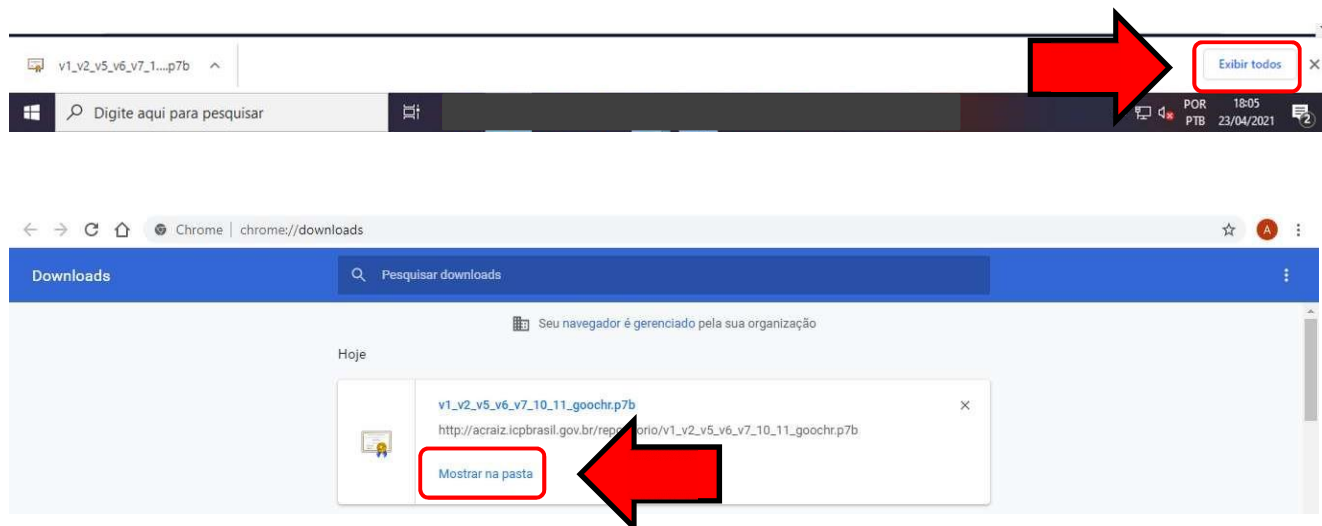 v1_v2_v5_v6_v7_1....p7b
Exibir todos
Digite aqui para pesquisar
POR
PTB
18:05
23/04/2021
2
Chrome | chrome://downloads
A
Downloads
Pesquisar downloads
Seu navegador é gerenciado pela sua organização
Hoje
v1_v2_v5_v6_v7_10_11_goochr.p7b
http://acraiz.icpbrasil.gov.br/repositorio/v1_v2_v5_v6_v7_10_11_goochr.p7b
Mostrar na pasta